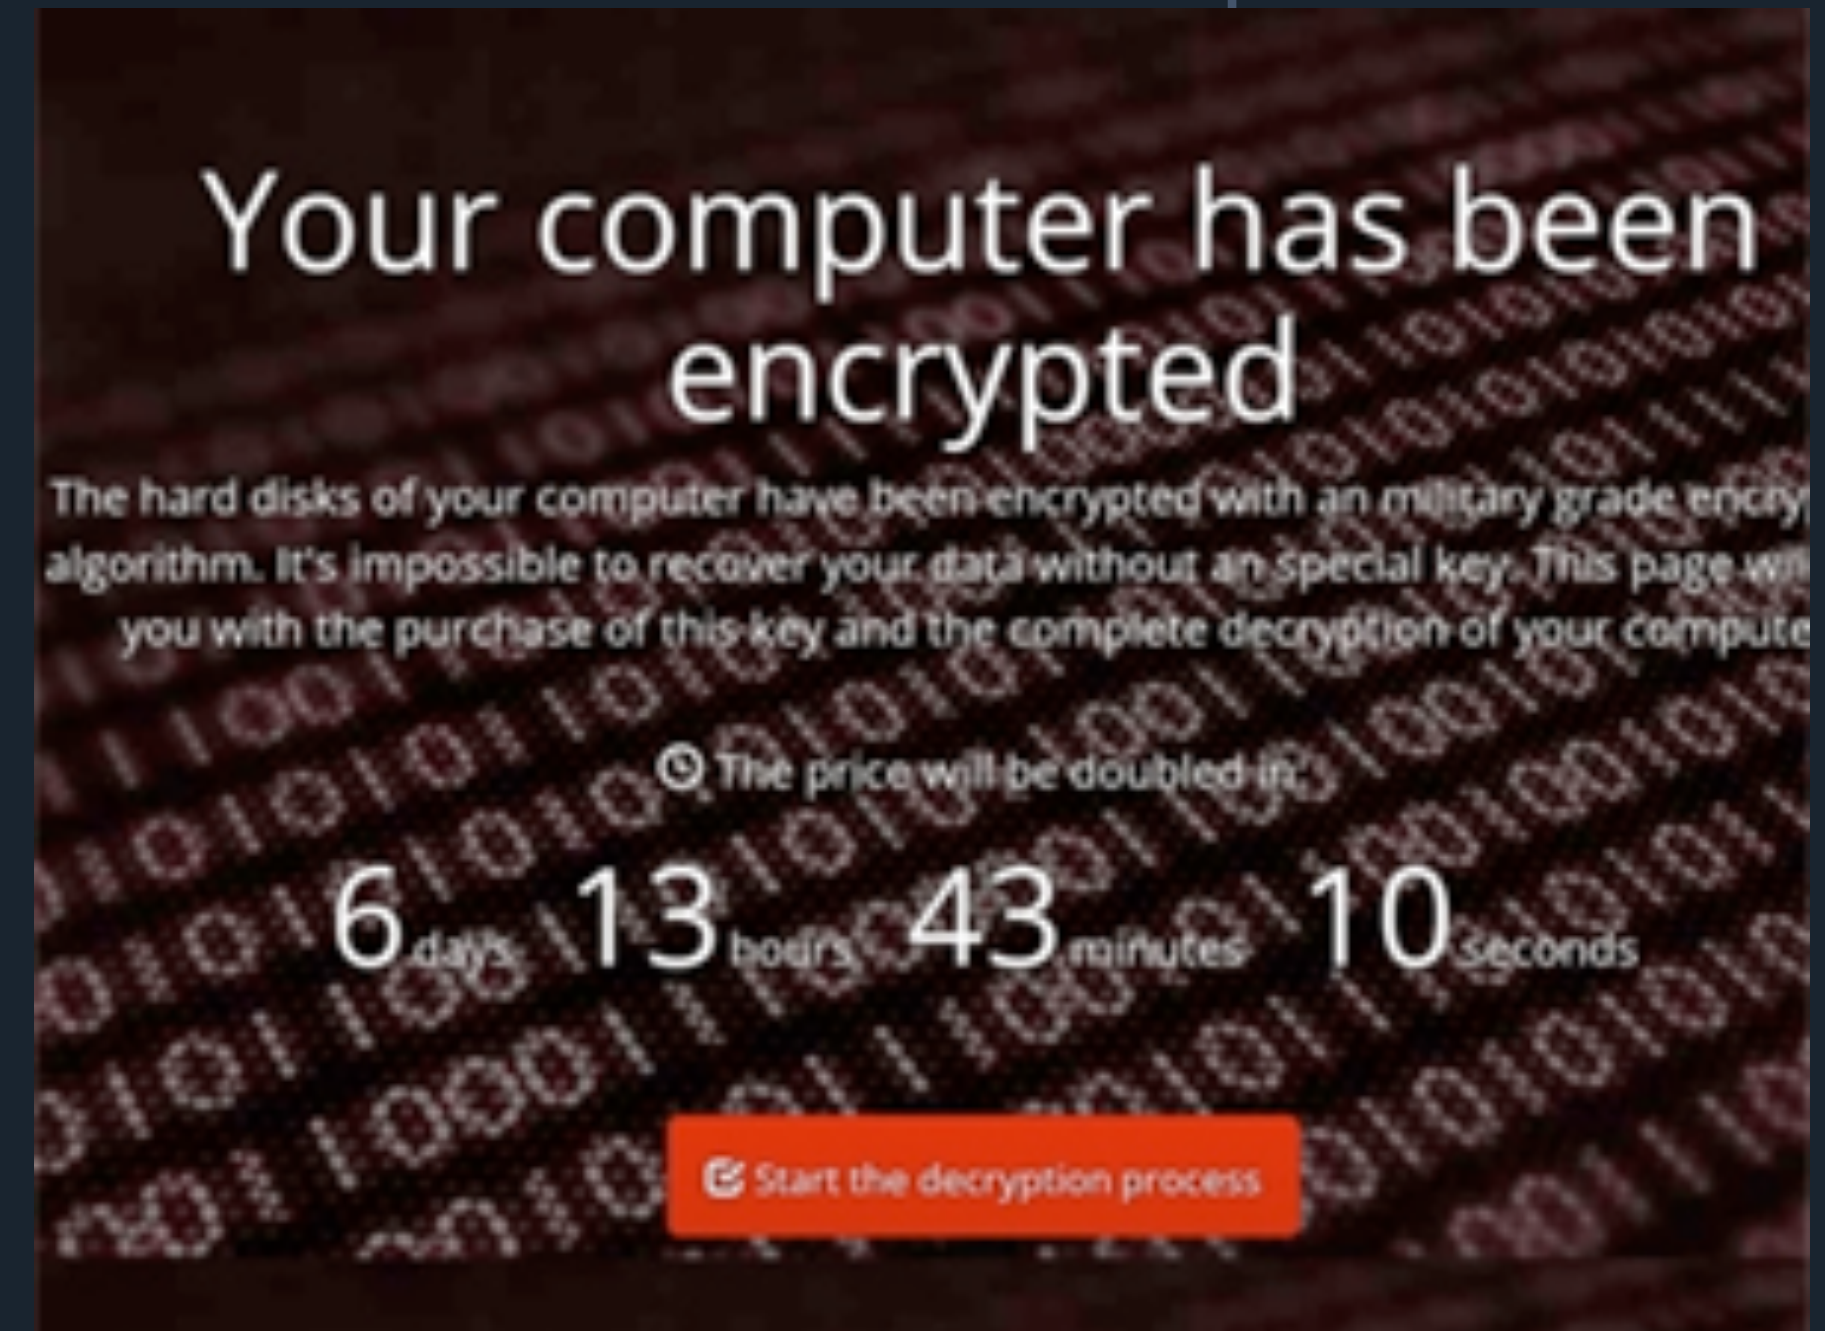 Your computer has been
encrypted
The hard disks of your computer have been encrypted with an military grade encry
algorithm. It's impossible to recover your data without an special key. This page wil
you with the purchase of this key and the complete decryption of your compute
The price will be doubled in:
6 days 13 hours 43 minutes 10 seconds
Start the decryption process